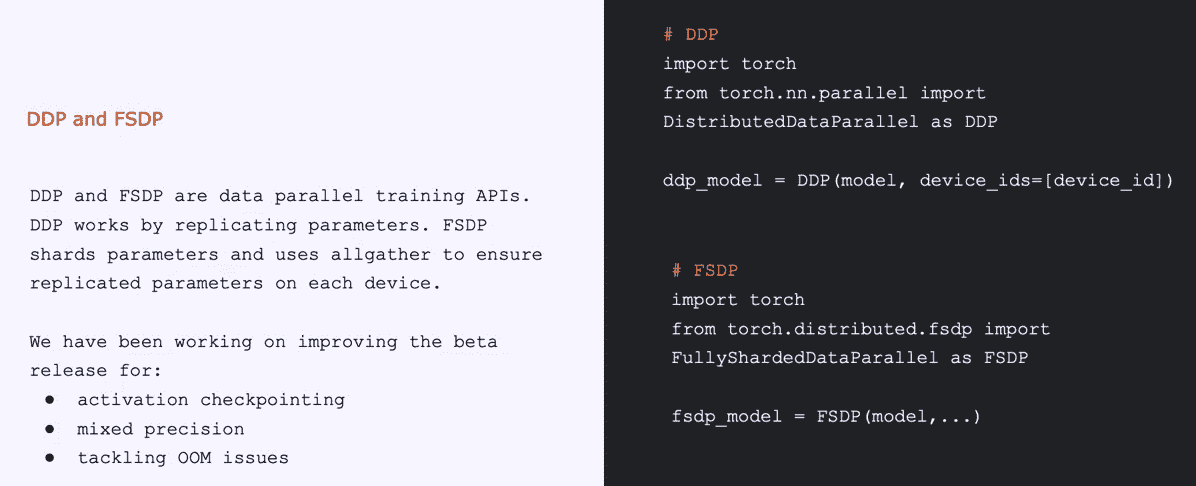 DDP and FSDP
DDP and FSDP are data parallel training APIs.
DDP works by replicating parameters. FSDP
shards parameters and uses allgather to ensure
replicated parameters on each device.
We have been working on improving the beta
release for:
● activation checkpointing
● mixed precision
● tackling OOM issues
# DDP
import torch
from torch.nn.parallel import
DistributedDataParallel as DDP
ddp_model = DDP(model, device_ids=[device_id])
# FSDP
import torch
from torch.distributed.fsdp import
FullyShardedDataParallel as FSDP
fsdp_model = FSDP(model,...)